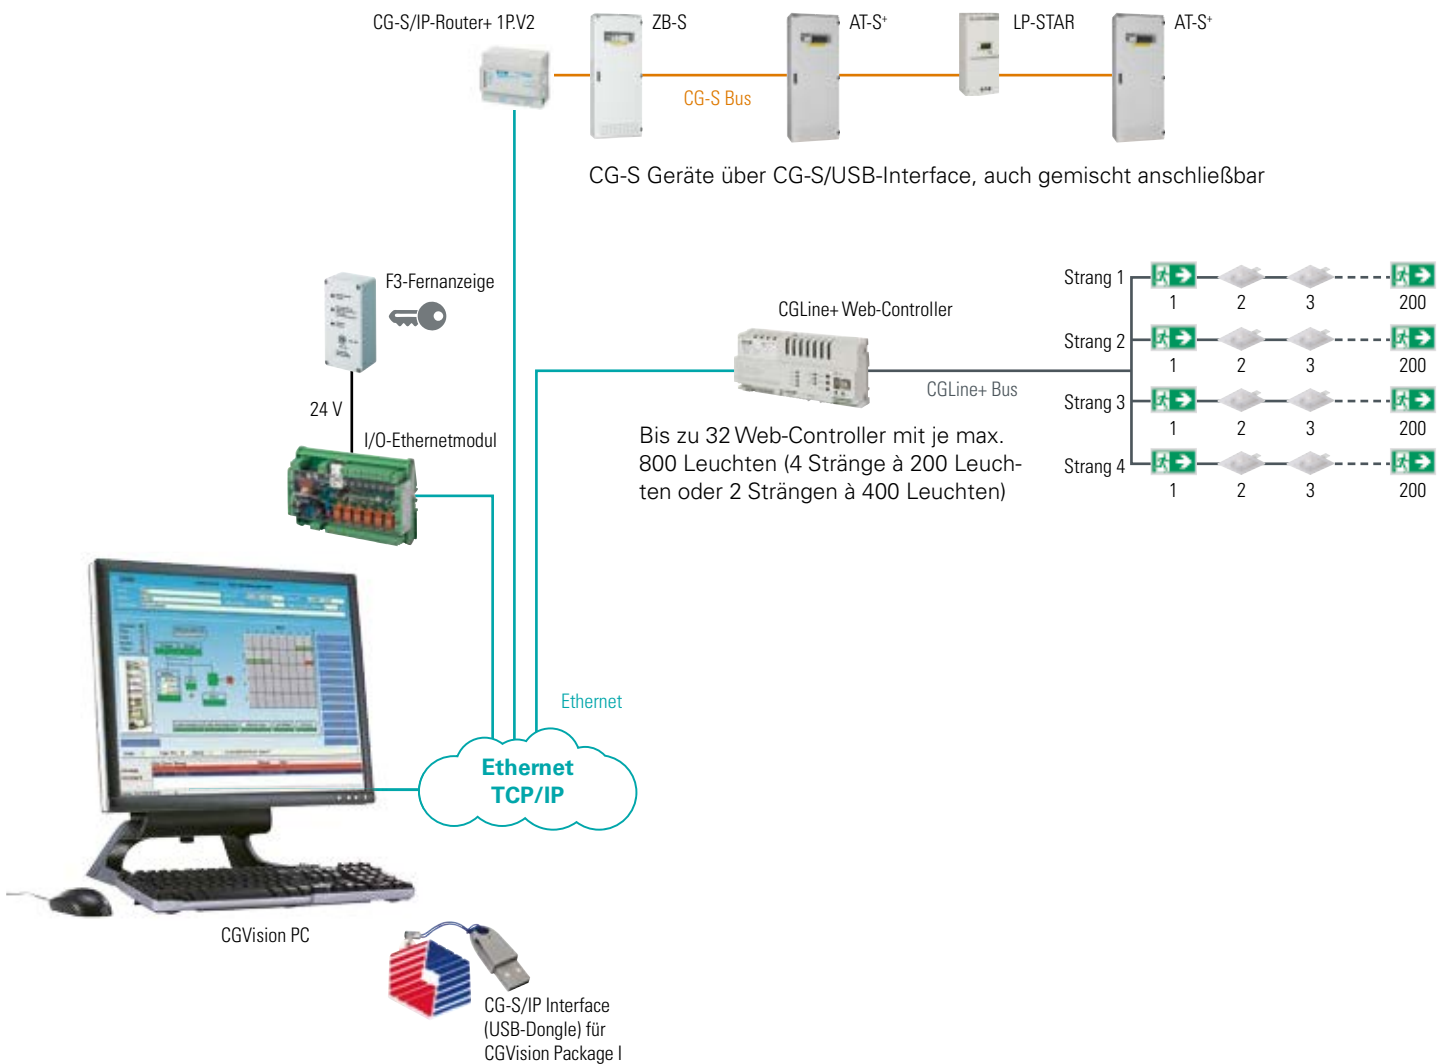 CG-S/IP-Router+ 1P.V2
ZB-S
AT-S+
LP-STAR
AT-S+
CG-S Bus
CG-S Geräte über CG-S/USB-Interface, auch gemischt anschließbar
F3-Fernanzeige
24 V
I/O-Ethernetmodul
CGLine+ Web-Controller
CGLine+ Bus
Bis zu 32 Web-Controller mit je max.
800 Leuchten (4 Stränge à 200 Leuch-
ten oder 2 Strängen à 400 Leuchten)
Strang 1
1 2 3 200
Strang 2
1 2 3 200
Strang 3
1 2 3 200
Strang 4
1 2 3 200
Ethernet
Ethernet
TCP/IP
CGVision PC
CG-S/IP Interface
(USB-Dongle) für
CGVision Package I